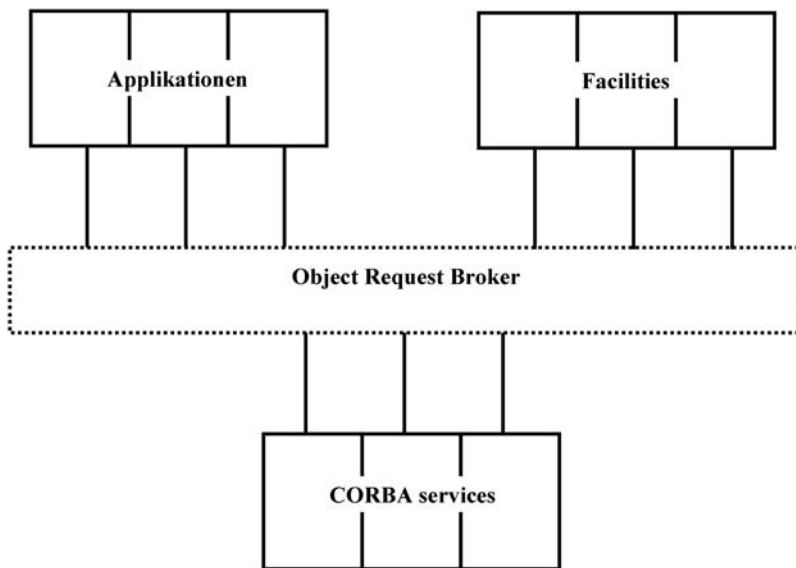 Applikationen
Facilities
Object Request Broker
CORBA services